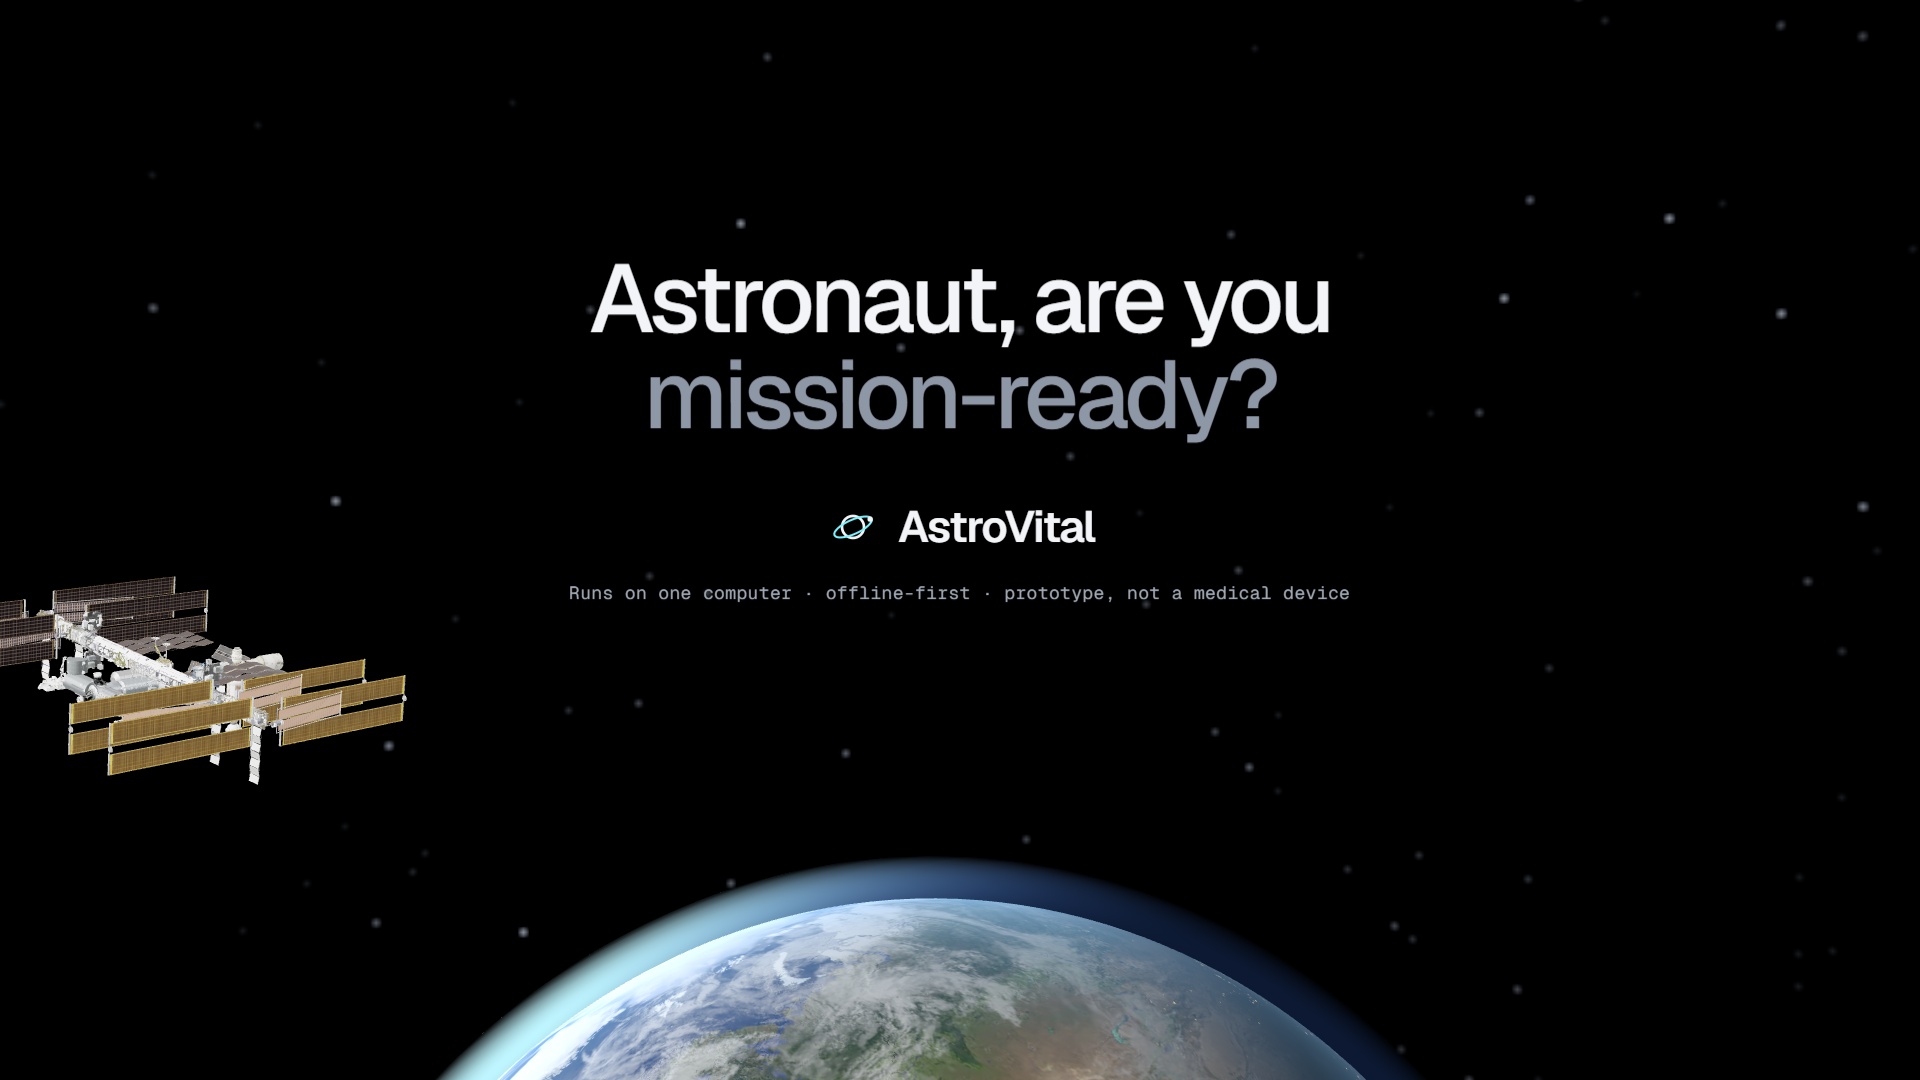 Astronaut, are you
mission-ready?
AstroVital
Runs on one computer · offline-first · prototype, not a medical device